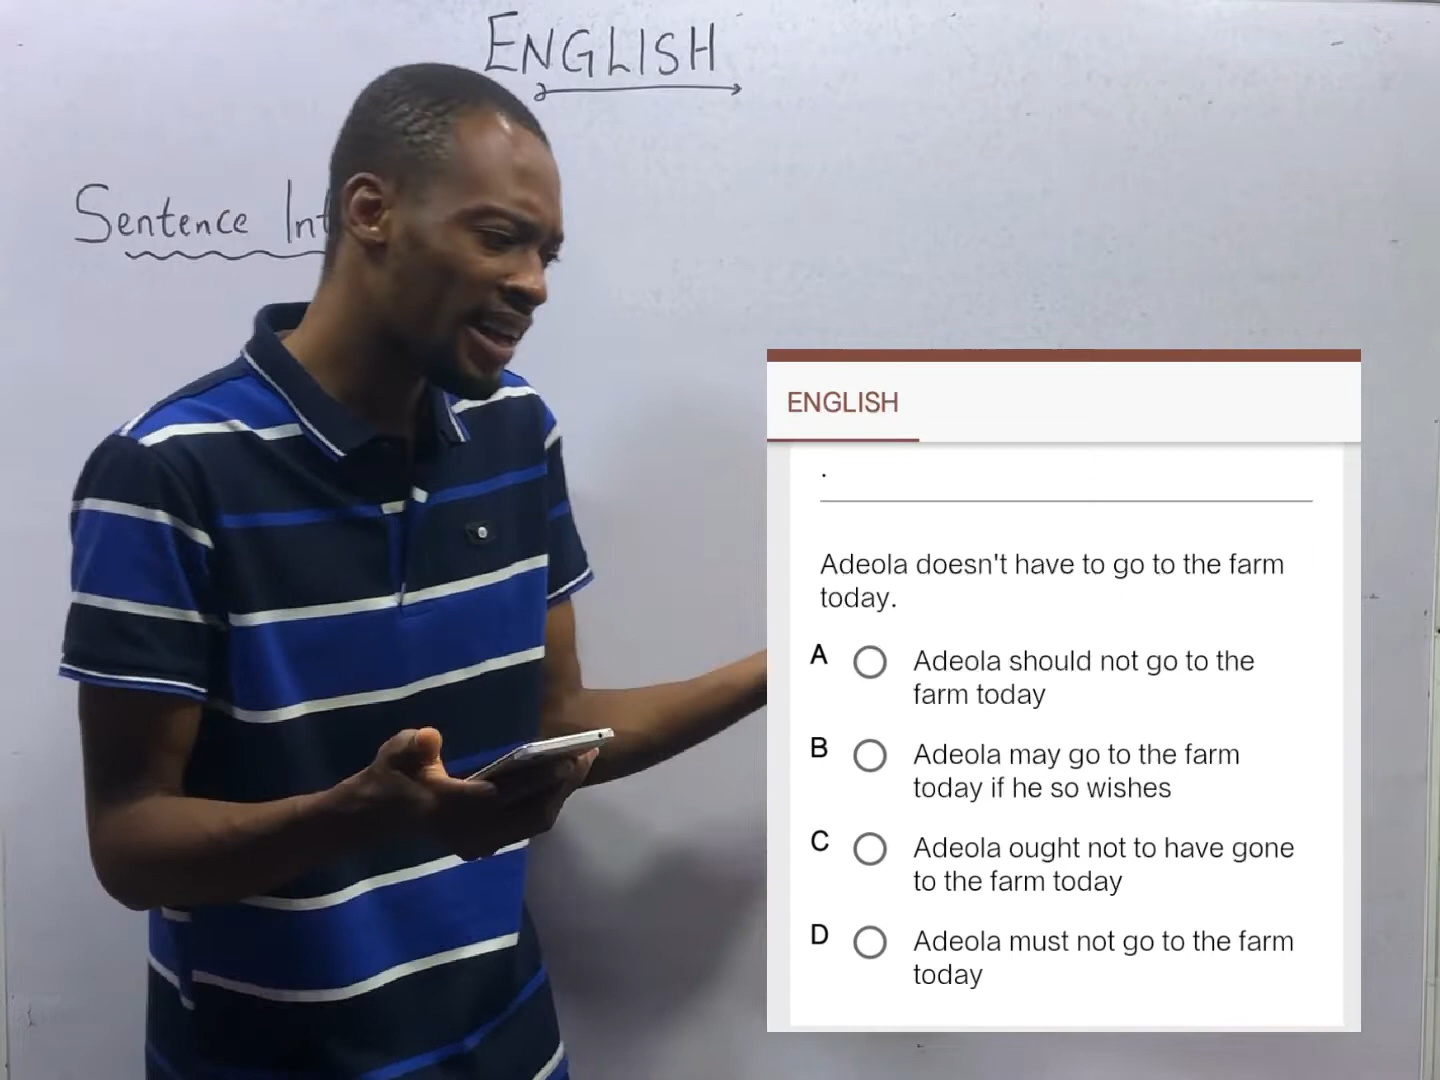 ENGLISH
Sentence Int
ENGLISH
.
Adeola doesn't have to go to the farm
today.
A Adeola should not go to the
farm today
B Adeola may go to the farm
today if he so wishes
C Adeola ought not to have gone
to the farm today
D Adeola must not go to the farm
today